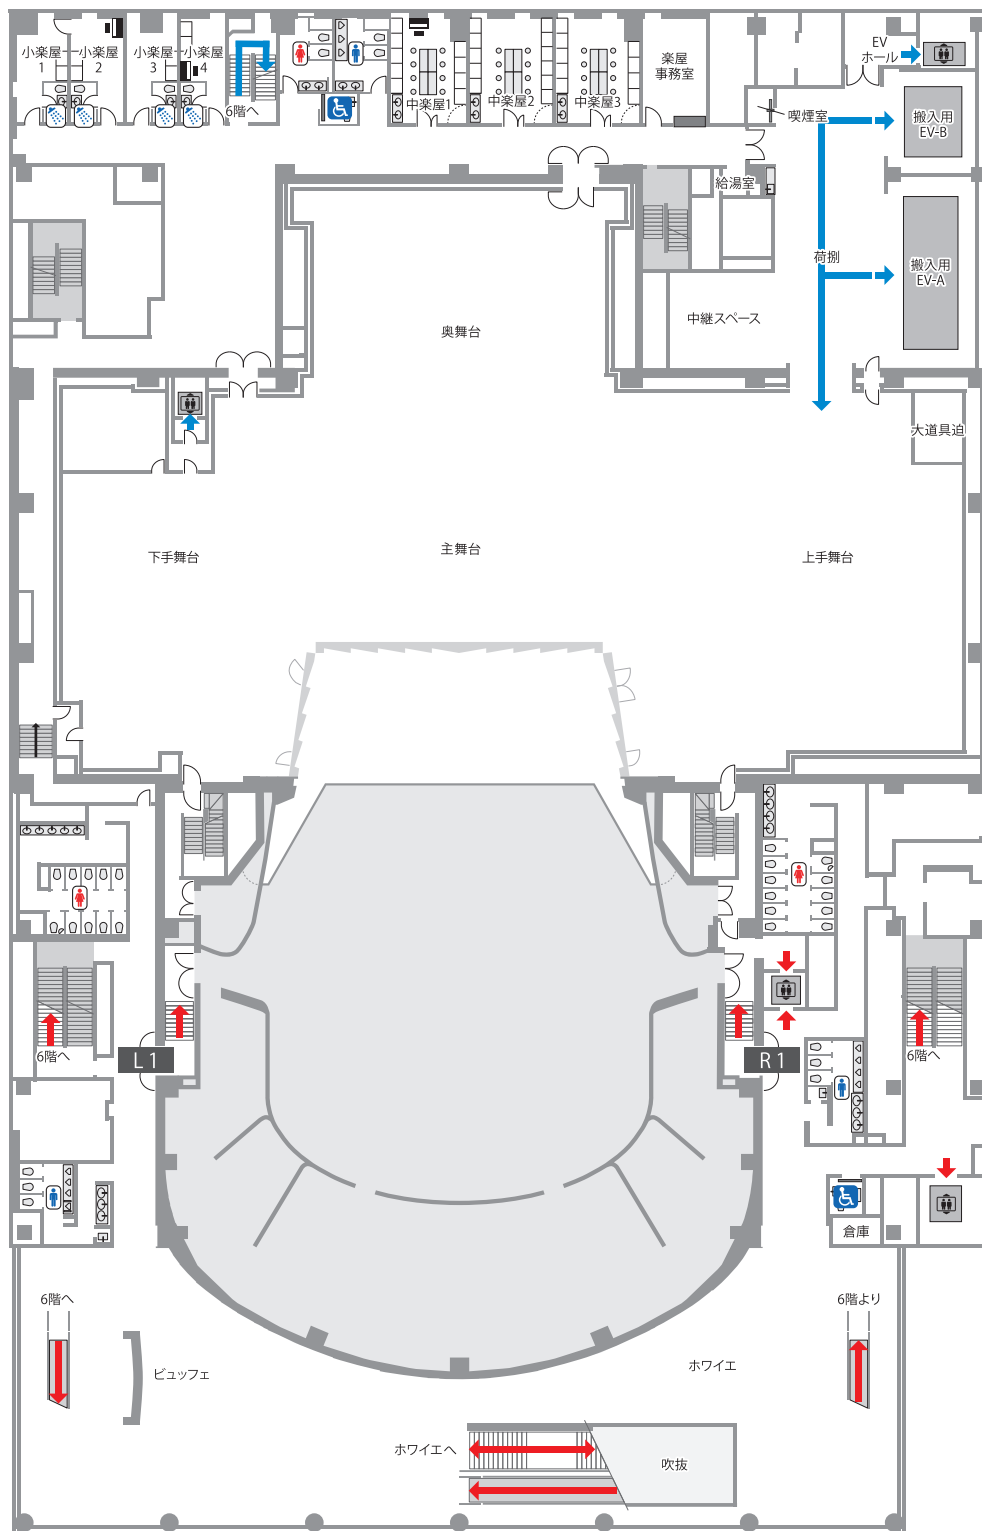 小楽屋
1
小楽屋
2
小楽屋
3
小楽屋
4
6階へ
中楽屋1
中楽屋2
中楽屋3
楽屋
事務室
EV
ホール
喫煙室
搬入用
EV-B
給湯室
荷捌
搬入用
EV-A
中継スペース
奥舞台
大道具迫
下手舞台
主舞台
上手舞台
6階へ
L 1
R 1
6階へ
倉庫
6階へ
6階より
ビュッフェ
ホワイエ
ホワイエへ
吹抜